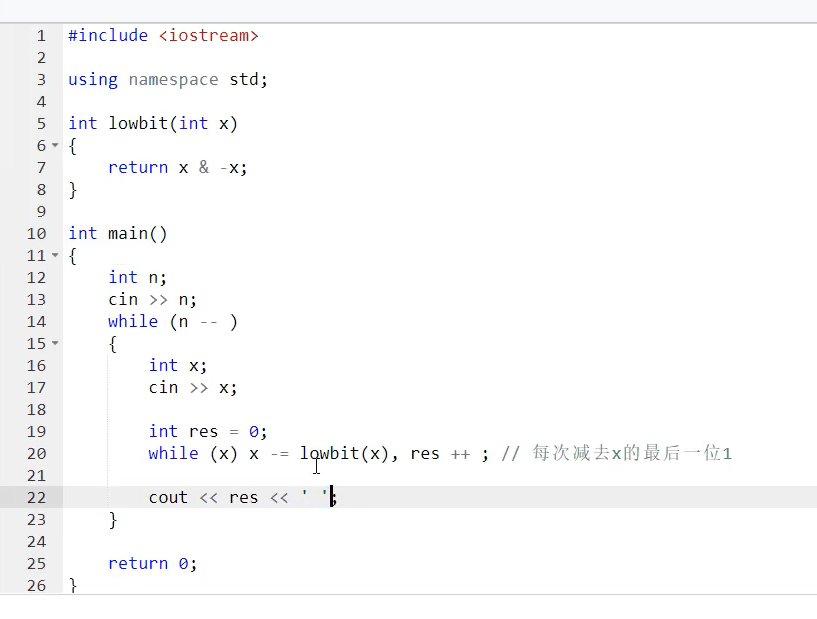 1 #include <iostream>
2
3 using namespace std;
4
5 int lowbit(int x)
6 {
7     return x & -x;
8 }
9
10 int main()
11 {
12     int n;
13     cin >> n;
14     while (n -- )
15     {
16         int x;
17         cin >> x;
18
19         int res = 0;
20         while (x) x -= lowbit(x), res ++ ; // 每次减去x的最后一位1
21
22         cout << res << ' ';
23     }
24
25     return 0;
26 }